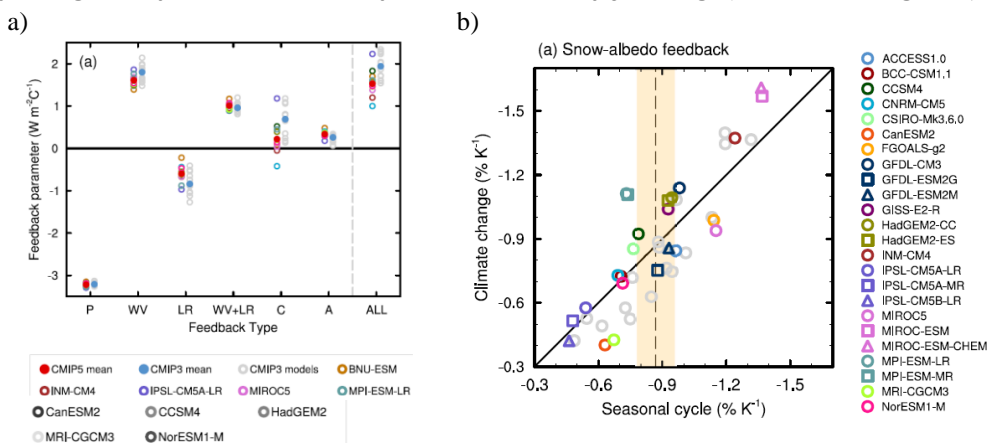 a)
b)
(a)
Feedback parameter (W m-2°C-1)
2
1
0
-1
-2
-3
P WV LR WV+LR C A ALL
Feedback Type
CMIP5 mean CMIP3 mean CMIP3 models BNU-ESM
INM-CM4 IPSL-CM5A-LR MIROC5 MPI-ESM-LR
CanESM2 CCSM4 HadGEM2
MRI-CGCM3 NorESM1-M
(a) Snow-albedo feedback
Climate change (% K-1)
-1.5
-1.2
-0.9
-0.6
-0.3
-0.3 -0.6 -0.9 -1.2 -1.5
Seasonal cycle (% K-1)
ACCESS1.0
BCC-CSM1.1
CCSM4
CNRM-CM5
CSIRO-Mk3.6.0
CanESM2
FGOALS-g2
GFDL-CM3
GFDL-ESM2G
GFDL-ESM2M
GISS-E2-R
HadGEM2-CC
HadGEM2-ES
INM-CM4
IPSL-CM5A-LR
IPSL-CM5A-MR
IPSL-CM5B-LR
MIROC5
MIROC-ESM
MIROC-ESM-CHEM
MPI-ESM-LR
MPI-ESM-MR
MRI-CGCM3
NorESM1-M